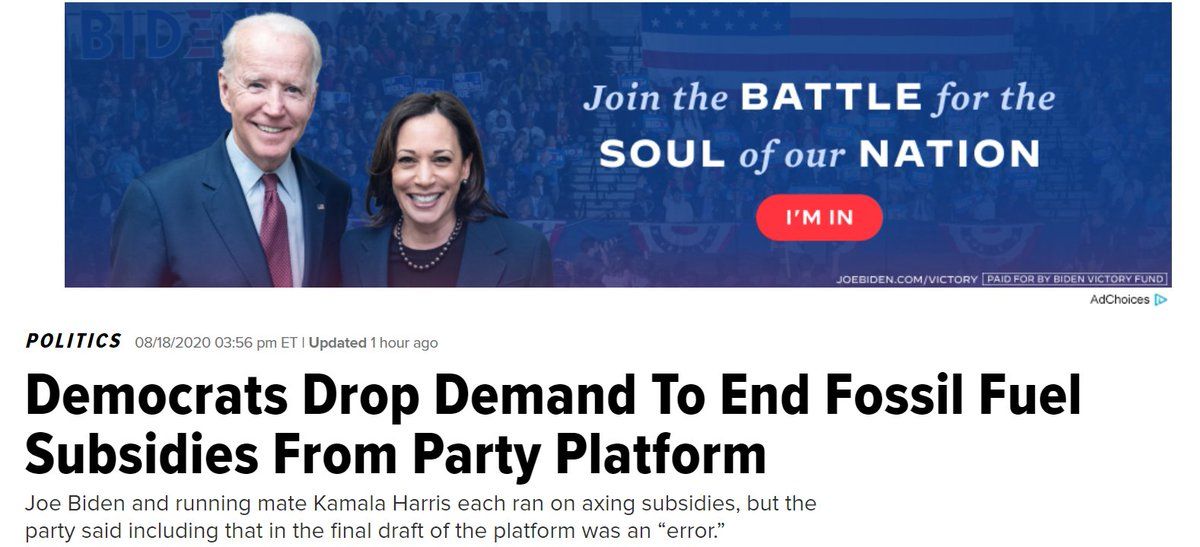 BIDEN
Join the BATTLE for the
SOUL of our NATION
I'M IN
JOEBIDEN.COM/VICTORY PAID FOR BY BIDEN VICTORY FUND
AdChoices
POLITICS 08/18/2020 03:56 pm ET | Updated 1 hour ago
Democrats Drop Demand To End Fossil Fuel
Subsidies From Party Platform
Joe Biden and running mate Kamala Harris each ran on axing subsidies, but the
party said including that in the final draft of the platform was an “error.”